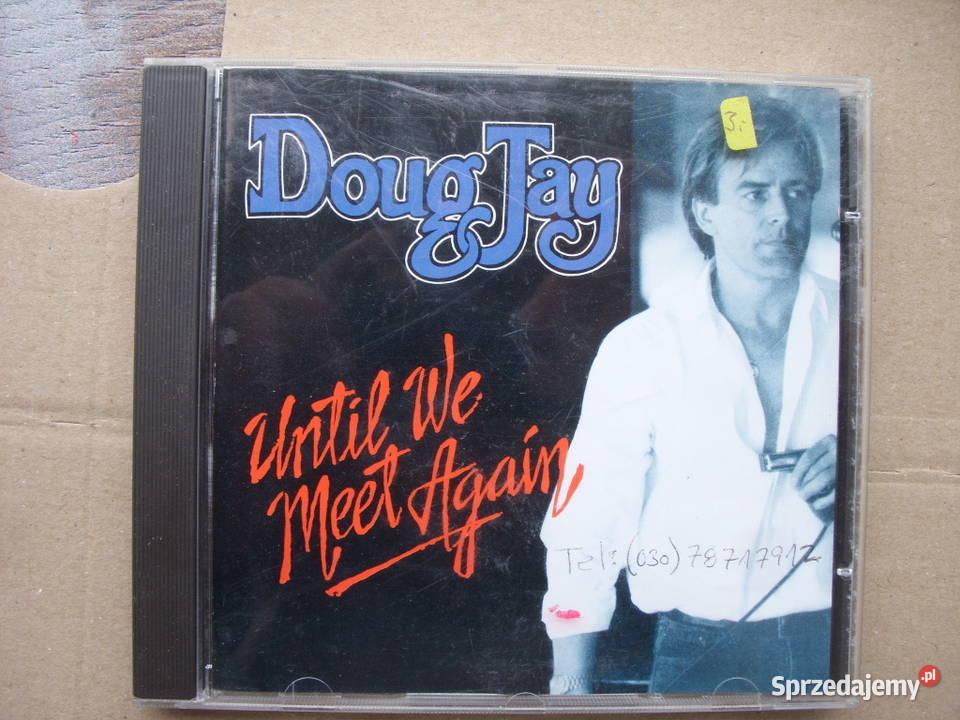 Doug Jay
3,-
Until We
Meet Again
Tel: (030) 78717912
Sprzedajemy.pl